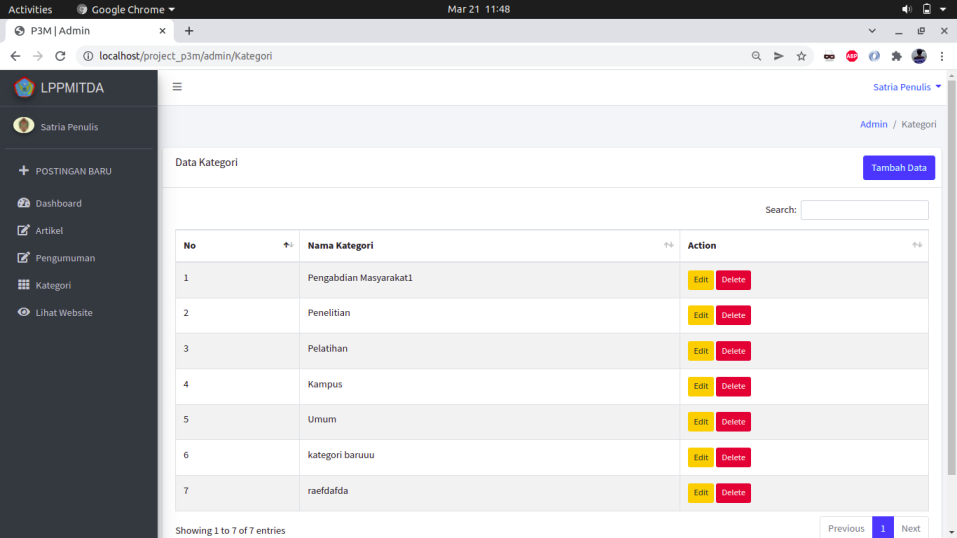 Activities Google Chrome Mar 21 11:48
P3M | Admin
localhost/project_p3m/admin/Kategori
ABP
LPPMITDA
Satria Penulis
Satria Penulis
Admin / Kategori
POSTINGAN BARU
Dashboard
Artikel
Pengumuman
Kategori
Lihat Website
Data Kategori
Tambah Data
Search:
No Nama Kategori Action
1 Pengabdian Masyarakat1 Edit Delete
2 Penelitian Edit Delete
3 Pelatihan Edit Delete
4 Kampus Edit Delete
5 Umum Edit Delete
6 kategori baruuu Edit Delete
7 raefdafda Edit Delete
Showing 1 to 7 of 7 entries
Previous 1 Next